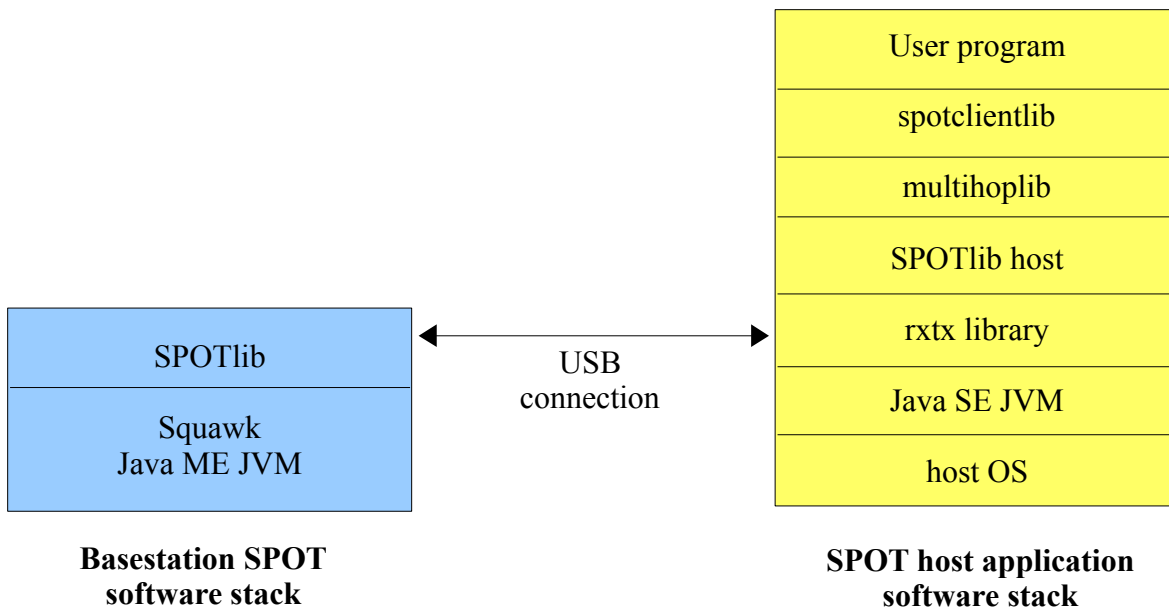 User program
spotclientlib
multihoplib
SPOTlib host
rxtx library
Java SE JVM
host OS
SPOTlib
Squawk
Java ME JVM
USB
connection
Basestation SPOT
software stack
SPOT host application
software stack